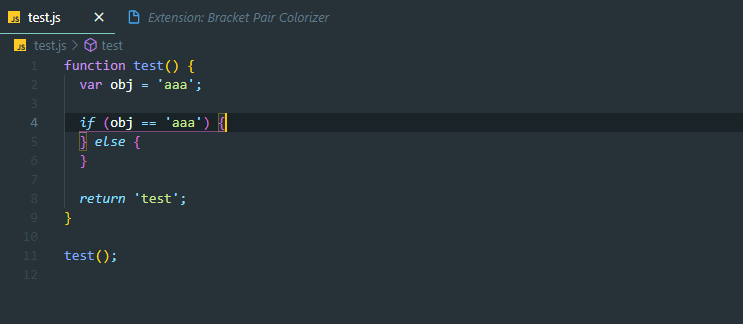 JS test.js × Extension: Bracket Pair Colorizer
JS test.js > test
1 function test() {
2 var obj = 'aaa';
3
4 if (obj == 'aaa') {
5 } else {
6 }
7
8 return 'test';
9 }
10
11 test();
12